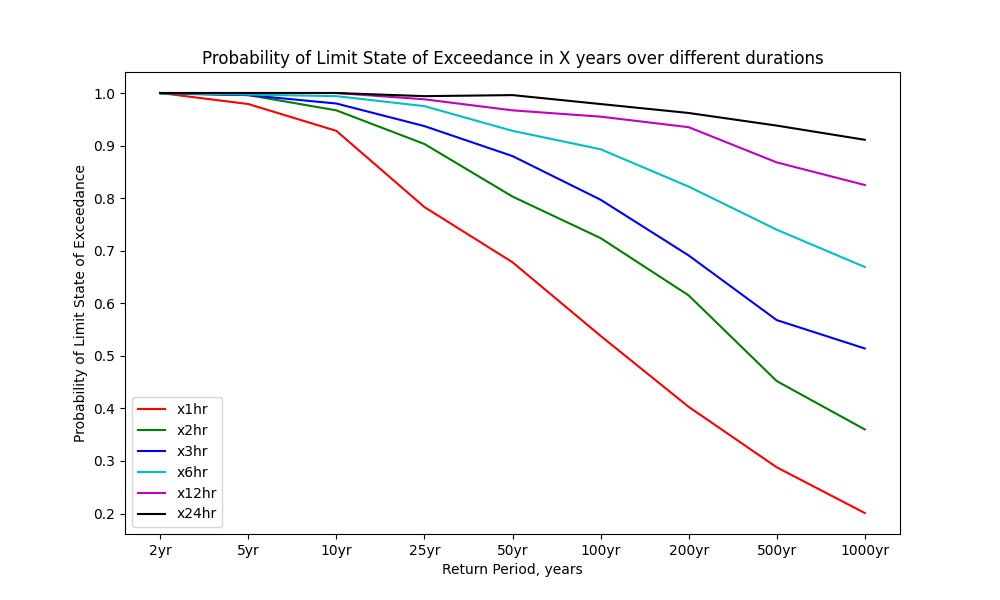 Probability of Limit State of Exceedance in X years over different durations
Probability of Limit State of Exceedance
1.0
0.9
0.8
0.7
0.6
0.5
0.4
0.3
0.2
x1hr
x2hr
x3hr
x6hr
x12hr
x24hr
2yr 5yr 10yr 25yr 50yr 100yr 200yr 500yr 1000yr
Return Period, years